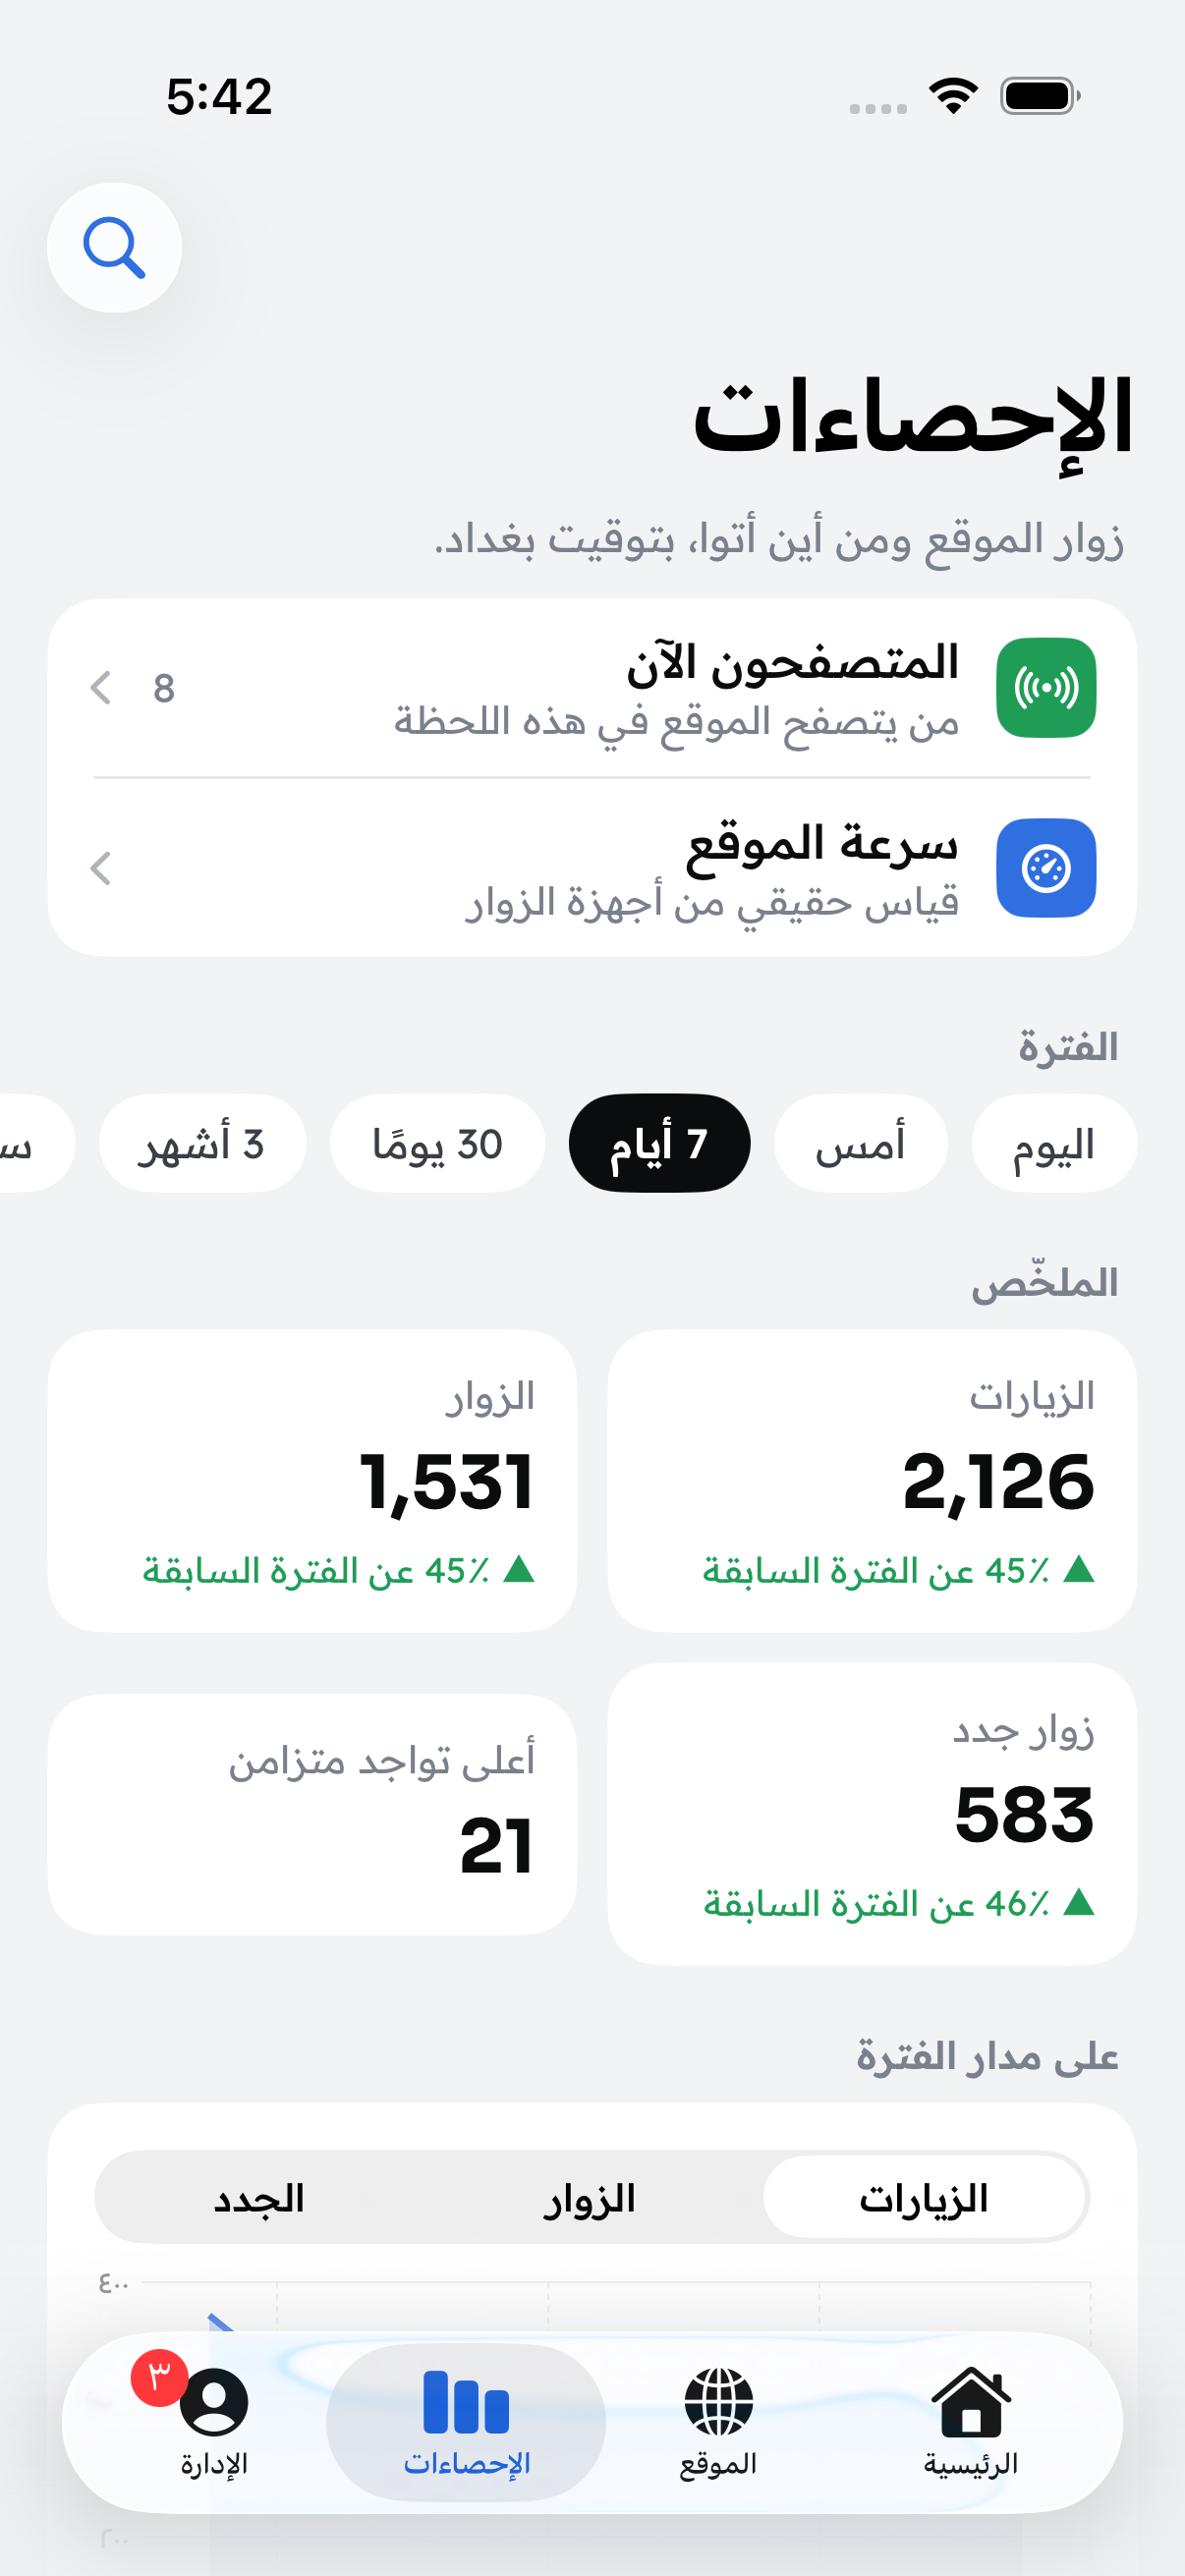 5:42
الإحصاءات
زوار الموقع ومن أين أتوا، بتوقيت بغداد.
المتصفحون الآن
من يتصفح الموقع في هذه اللحظة
8
سرعة الموقع
قياس حقيقي من أجهزة الزوار
الفترة
اليوم
أمس
7 أيام
30 يومًا
3 أشهر
الملخّص
الزيارات
2,126
▲ 45٪ عن الفترة السابقة
الزوار
1,531
▲ 45٪ عن الفترة السابقة
زوار جدد
583
▲ 46٪ عن الفترة السابقة
أعلى تواجد متزامن
21
على مدار الفترة
الزيارات
الزوار
الجدد
٤٠٠
الرئيسية
الموقع
الإحصاءات
الإدارة
٣
٢٠٠